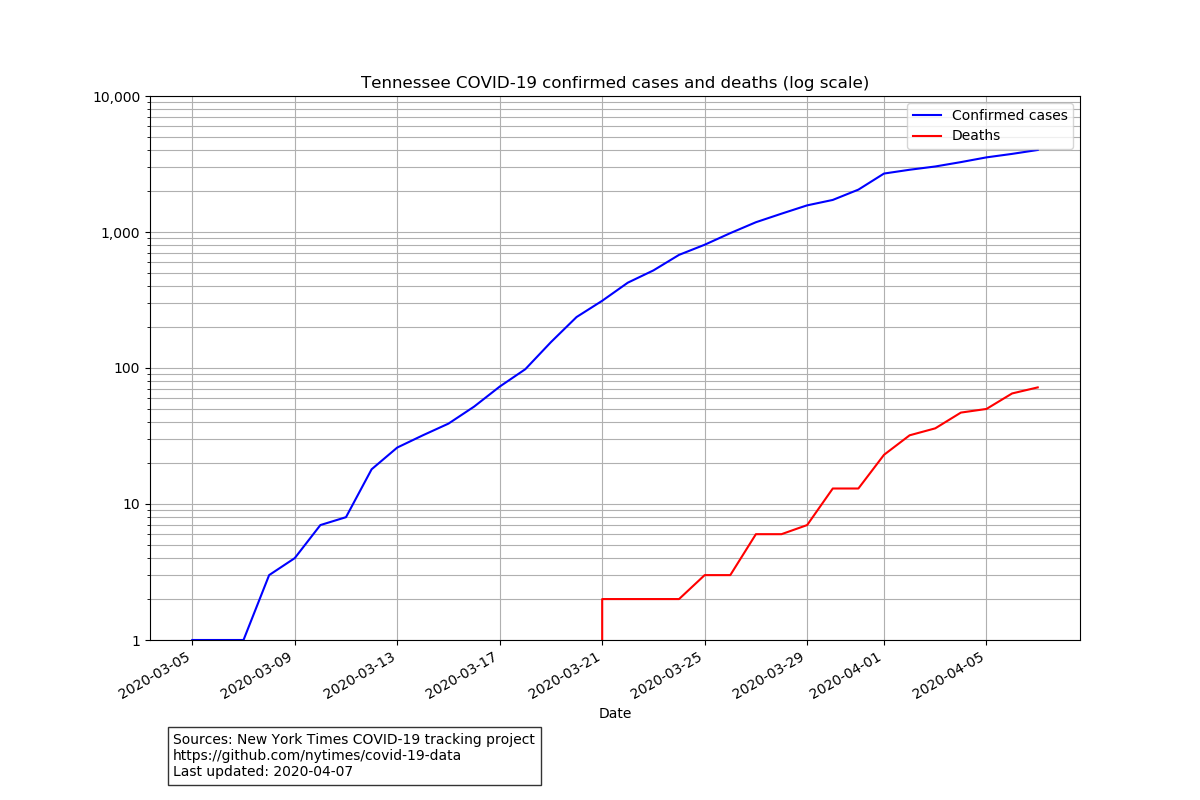 Tennessee COVID-19 confirmed cases and deaths (log scale)
10,000
1,000
100
10
1
Confirmed cases
Deaths
2020-03-05
2020-03-09
2020-03-13
2020-03-17
2020-03-21
2020-03-25
2020-03-29
2020-04-01
2020-04-05
Date
Sources: New York Times COVID-19 tracking project
https://github.com/nytimes/covid-19-data
Last updated: 2020-04-07